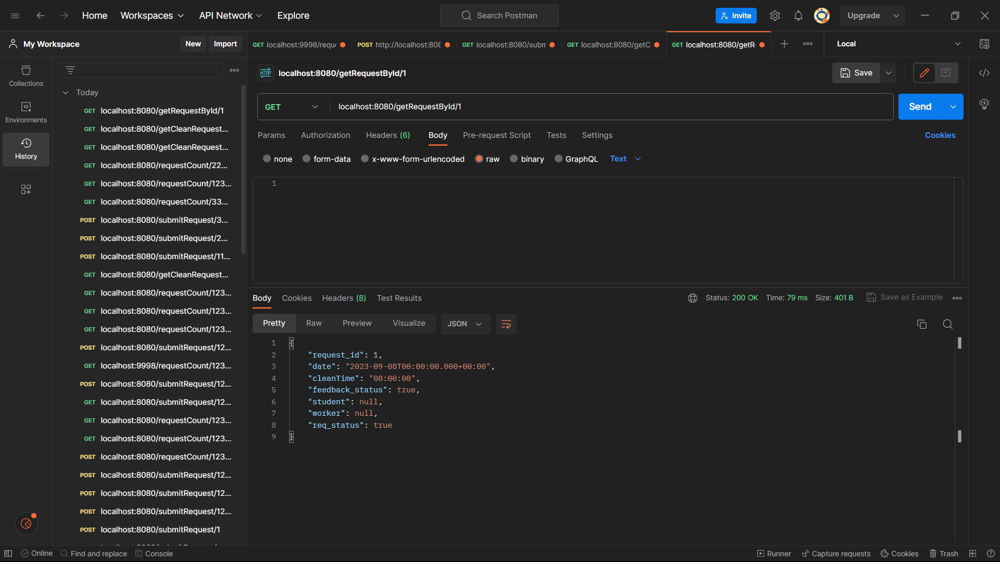 Home Workspaces API Network Explore Search Postman Invite Upgrade
My Workspace New Import
GET localhost:9998/requ POST http://localhost:808 GET localhost:8080/subm GET localhost:8080/getC GET localhost:8080/getR Local
Collections
Environments
History
Today
GET localhost:8080/getRequestById/1
GET localhost:8080/getCleanRequest...
GET localhost:8080/getCleanRequest...
GET localhost:8080/requestCount/22...
GET localhost:8080/requestCount/123...
GET localhost:8080/requestCount/33...
POST localhost:8080/submitRequest/3...
POST localhost:8080/submitRequest/2...
POST localhost:8080/submitRequest/11...
GET localhost:8080/getCleanRequest...
GET localhost:8080/requestCount/123...
GET localhost:8080/requestCount/123...
GET localhost:8080/requestCount/123...
POST localhost:8080/submitRequest/12...
GET localhost:9998/requestCount/123...
POST localhost:8080/submitRequest/12...
GET localhost:8080/submitRequest/12...
GET localhost:8080/requestCount/123...
GET localhost:8080/requestCount/123...
POST localhost:8080/requestCount/123...
POST localhost:8080/submitRequest/12...
POST localhost:8080/submitRequest/12...
POST localhost:8080/submitRequest/12...
POST localhost:8080/submitRequest/1
HTTP localhost:8080/getRequestById/1 Save
GET localhost:8080/getRequestById/1 Send
Params Authorization Headers (6) Body Pre-request Script Tests Settings Cookies
none form-data x-www-form-urlencoded raw binary GraphQL Text
1
Body Cookies Headers (8) Test Results Status: 200 OK Time: 79 ms Size: 401 B Save as Example
Pretty Raw Preview Visualize JSON
1 {
2 "request_id": 1,
3 "date": "2023-09-08T00:00:00.000+00:00",
4 "cleanTime": "08:00:00",
5 "feedback_status": true,
6 "student": null,
7 "worker": null,
8 "req_status": true
9 }
Online Find and replace Console Runner Capture requests Cookies Trash